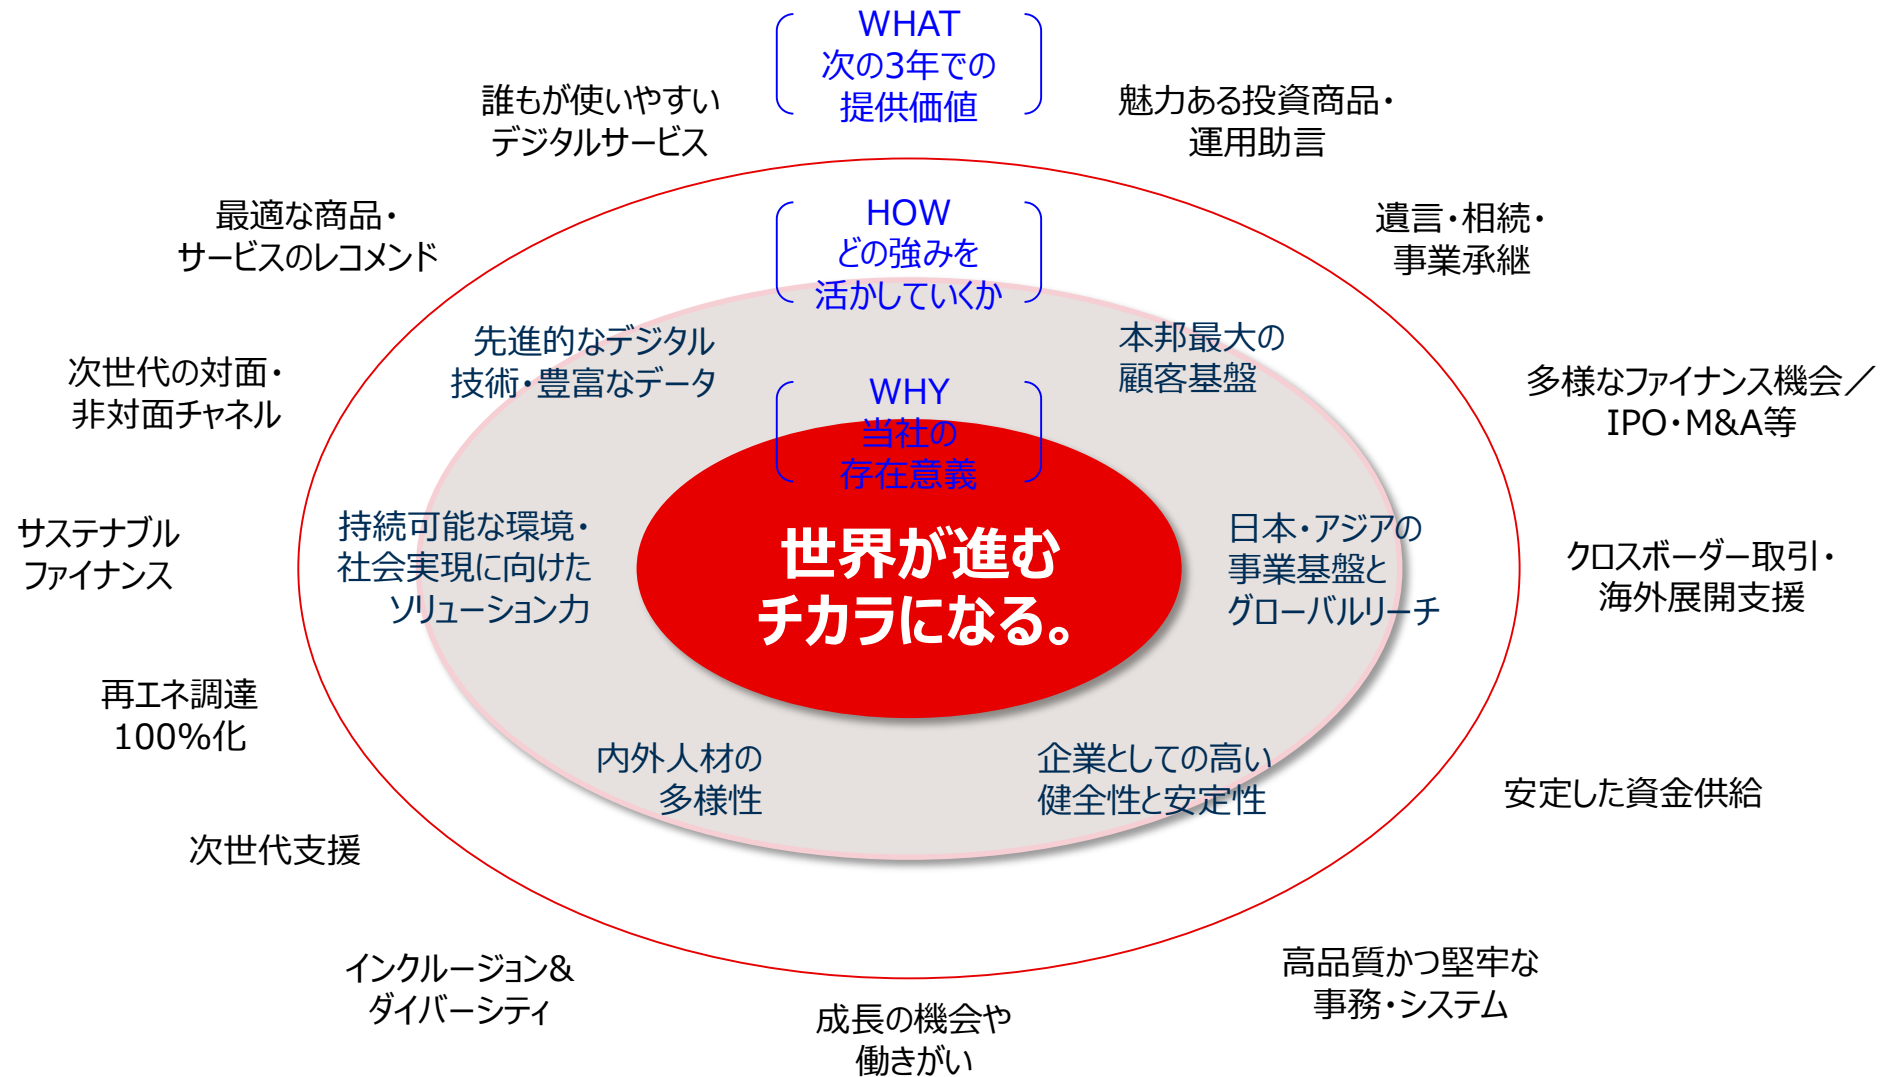 WHAT
次の3年での
提供価値
誰もが使いやすい
デジタルサービス
魅力ある投資商品・
運用助言
最適な商品・
サービスのレコメンド
遺言・相続・
事業承継
次世代の対面・
非対面チャネル
多様なファイナンス機会／
IPO・M&A等
サステナブル
ファイナンス
クロスボーダー取引・
海外展開支援
再エネ調達
100%化
安定した資金供給
次世代支援
インクルージョン&
ダイバーシティ
成長の機会や
働きがい
高品質かつ堅牢な
事務・システム
HOW
どの強みを
活かしていくか
先進的なデジタル
技術・豊富なデータ
本邦最大の
顧客基盤
持続可能な環境・
社会実現に向けた
ソリューション力
日本・アジアの
事業基盤と
グローバルリーチ
内外人材の
多様性
企業としての高い
健全性と安定性
WHY
当社の
存在意義
世界が進む
チカラになる。